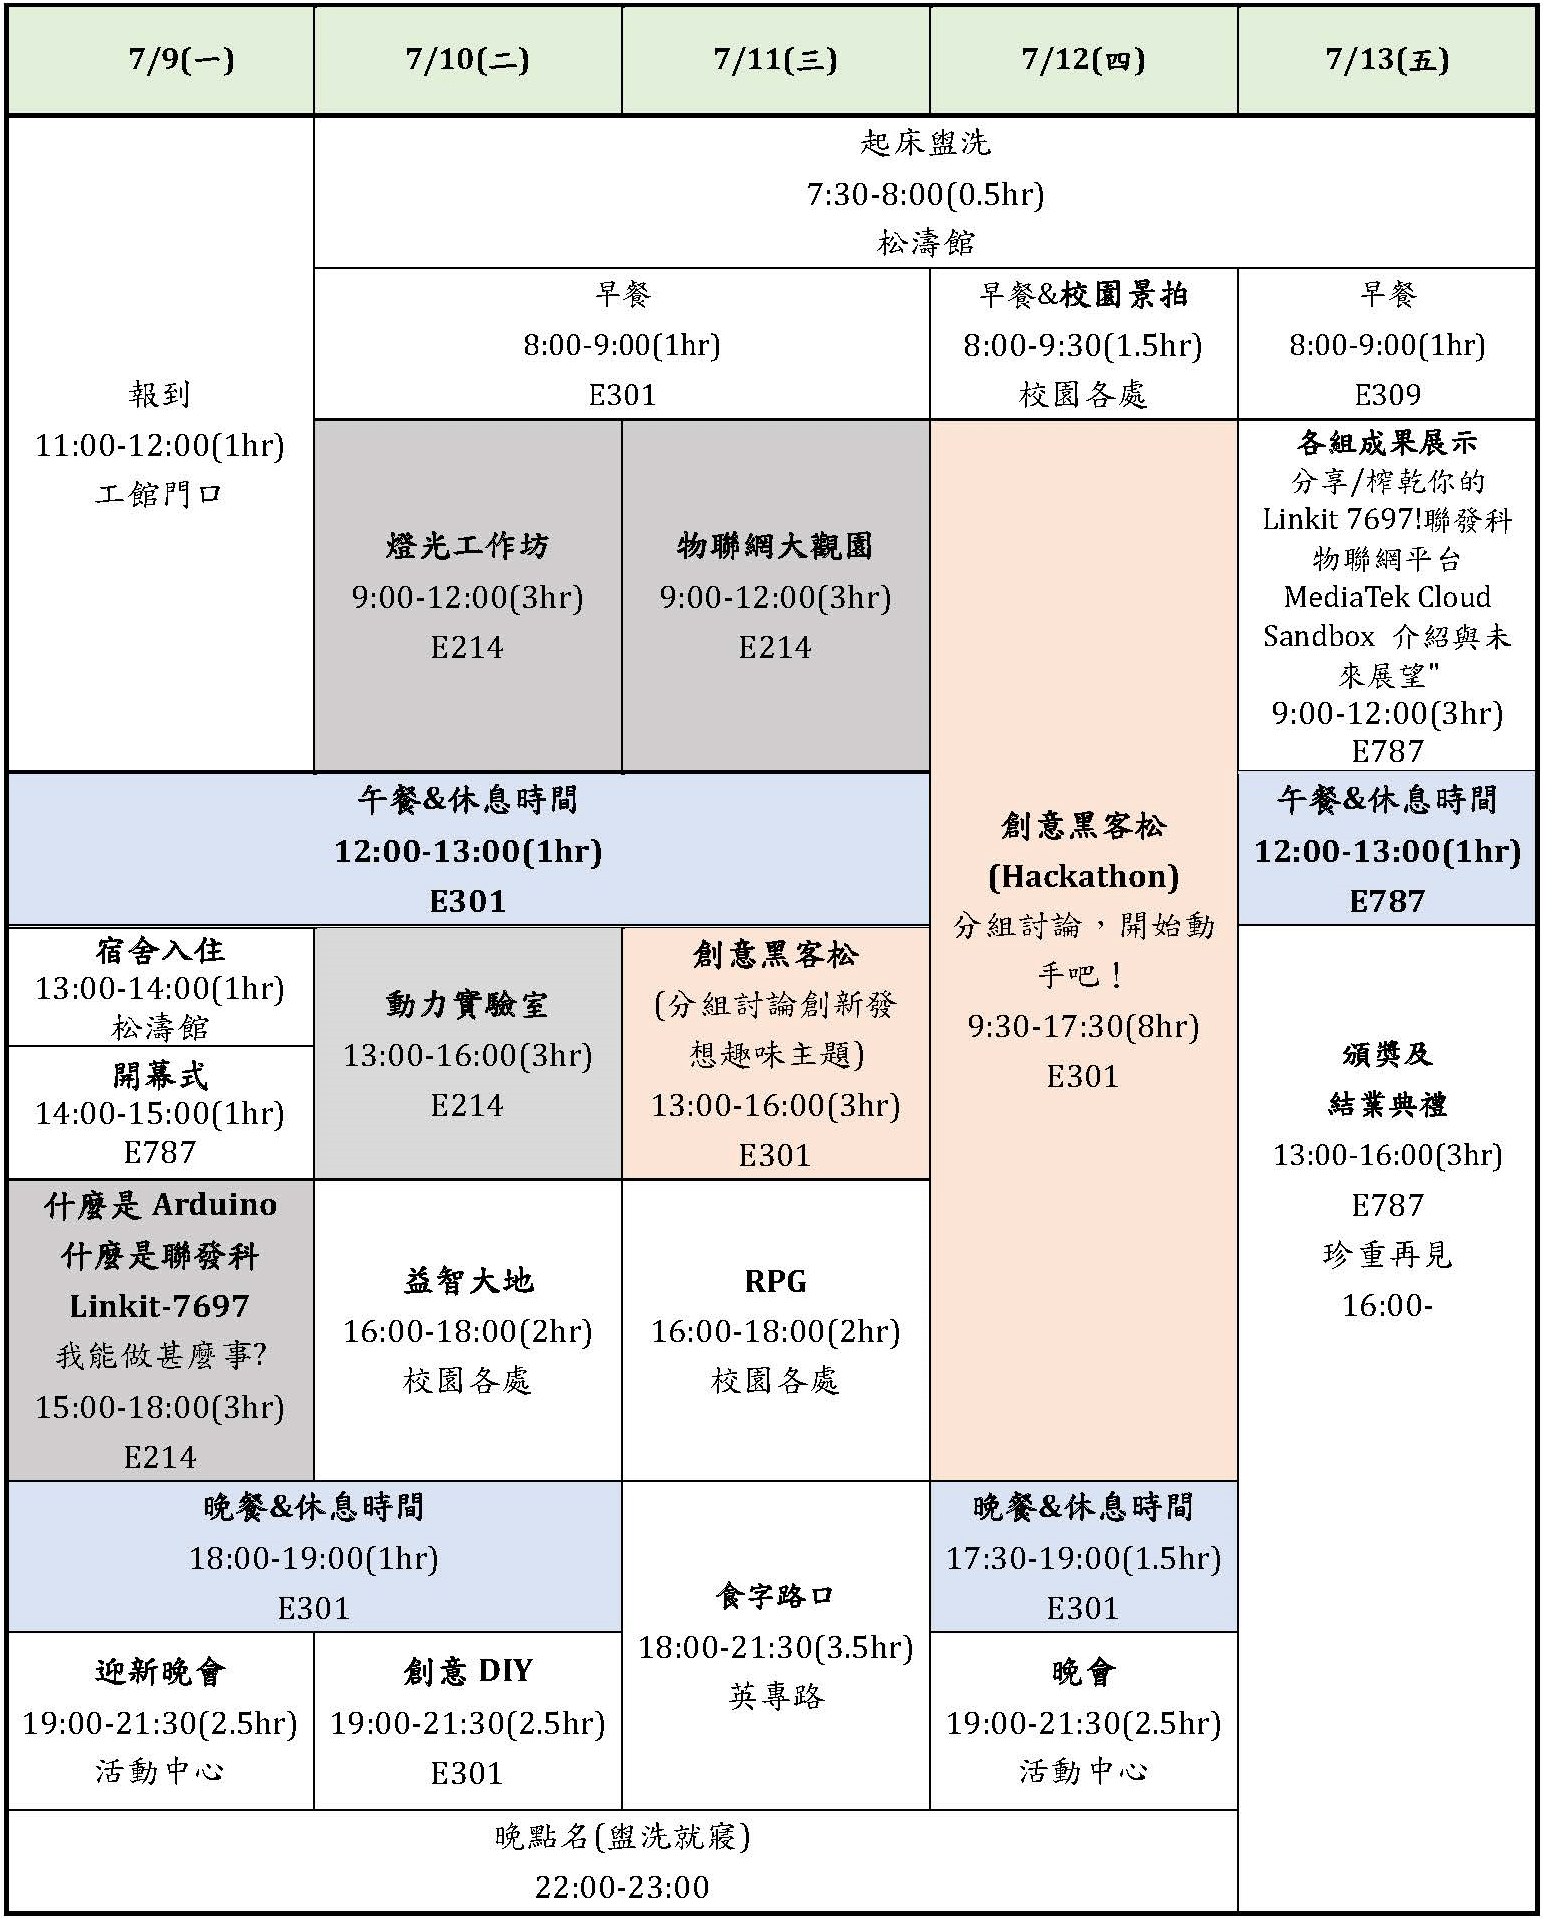 7/9(一)
7/10(二)
7/11(三)
7/12(四)
7/13(五)
報到
11:00-12:00(1hr)
工館門口
起床盥洗
7:30-8:00(0.5hr)
松濤館
早餐
8:00-9:00(1hr)
E301
早餐&校園景拍
8:00-9:30(1.5hr)
校園各處
早餐
8:00-9:00(1hr)
E309
燈光工作坊
9:00-12:00(3hr)
E214
物聯網大觀園
9:00-12:00(3hr)
E214
創意黑客松
(Hackathon)
分組討論，開始動
手吧！
9:30-17:30(8hr)
E301
各組成果展示
分享/榨乾你的
Linkit 7697!聯發科
物聯網平台
MediaTek Cloud
Sandbox 介紹與未
來展望"
9:00-12:00(3hr)
E787
午餐&休息時間
12:00-13:00(1hr)
E301
午餐&休息時間
12:00-13:00(1hr)
E787
宿舍入住
13:00-14:00(1hr)
松濤館
開幕式
14:00-15:00(1hr)
E787
動力實驗室
13:00-16:00(3hr)
E214
創意黑客松
(分組討論創新發
想趣味主題)
13:00-16:00(3hr)
E301
頒獎及
結業典禮
13:00-16:00(3hr)
E787
珍重再見
16:00-
什麼是 Arduino
什麼是聯發科
Linkit-7697
我能做甚麼事?
15:00-18:00(3hr)
E214
益智大地
16:00-18:00(2hr)
校園各處
RPG
16:00-18:00(2hr)
校園各處
晚餐&休息時間
18:00-19:00(1hr)
E301
食字路口
18:00-21:30(3.5hr)
英專路
晚餐&休息時間
17:30-19:00(1.5hr)
E301
迎新晚會
19:00-21:30(2.5hr)
活動中心
創意 DIY
19:00-21:30(2.5hr)
E301
晚會
19:00-21:30(2.5hr)
活動中心
晚點名(盥洗就寢)
22:00-23:00